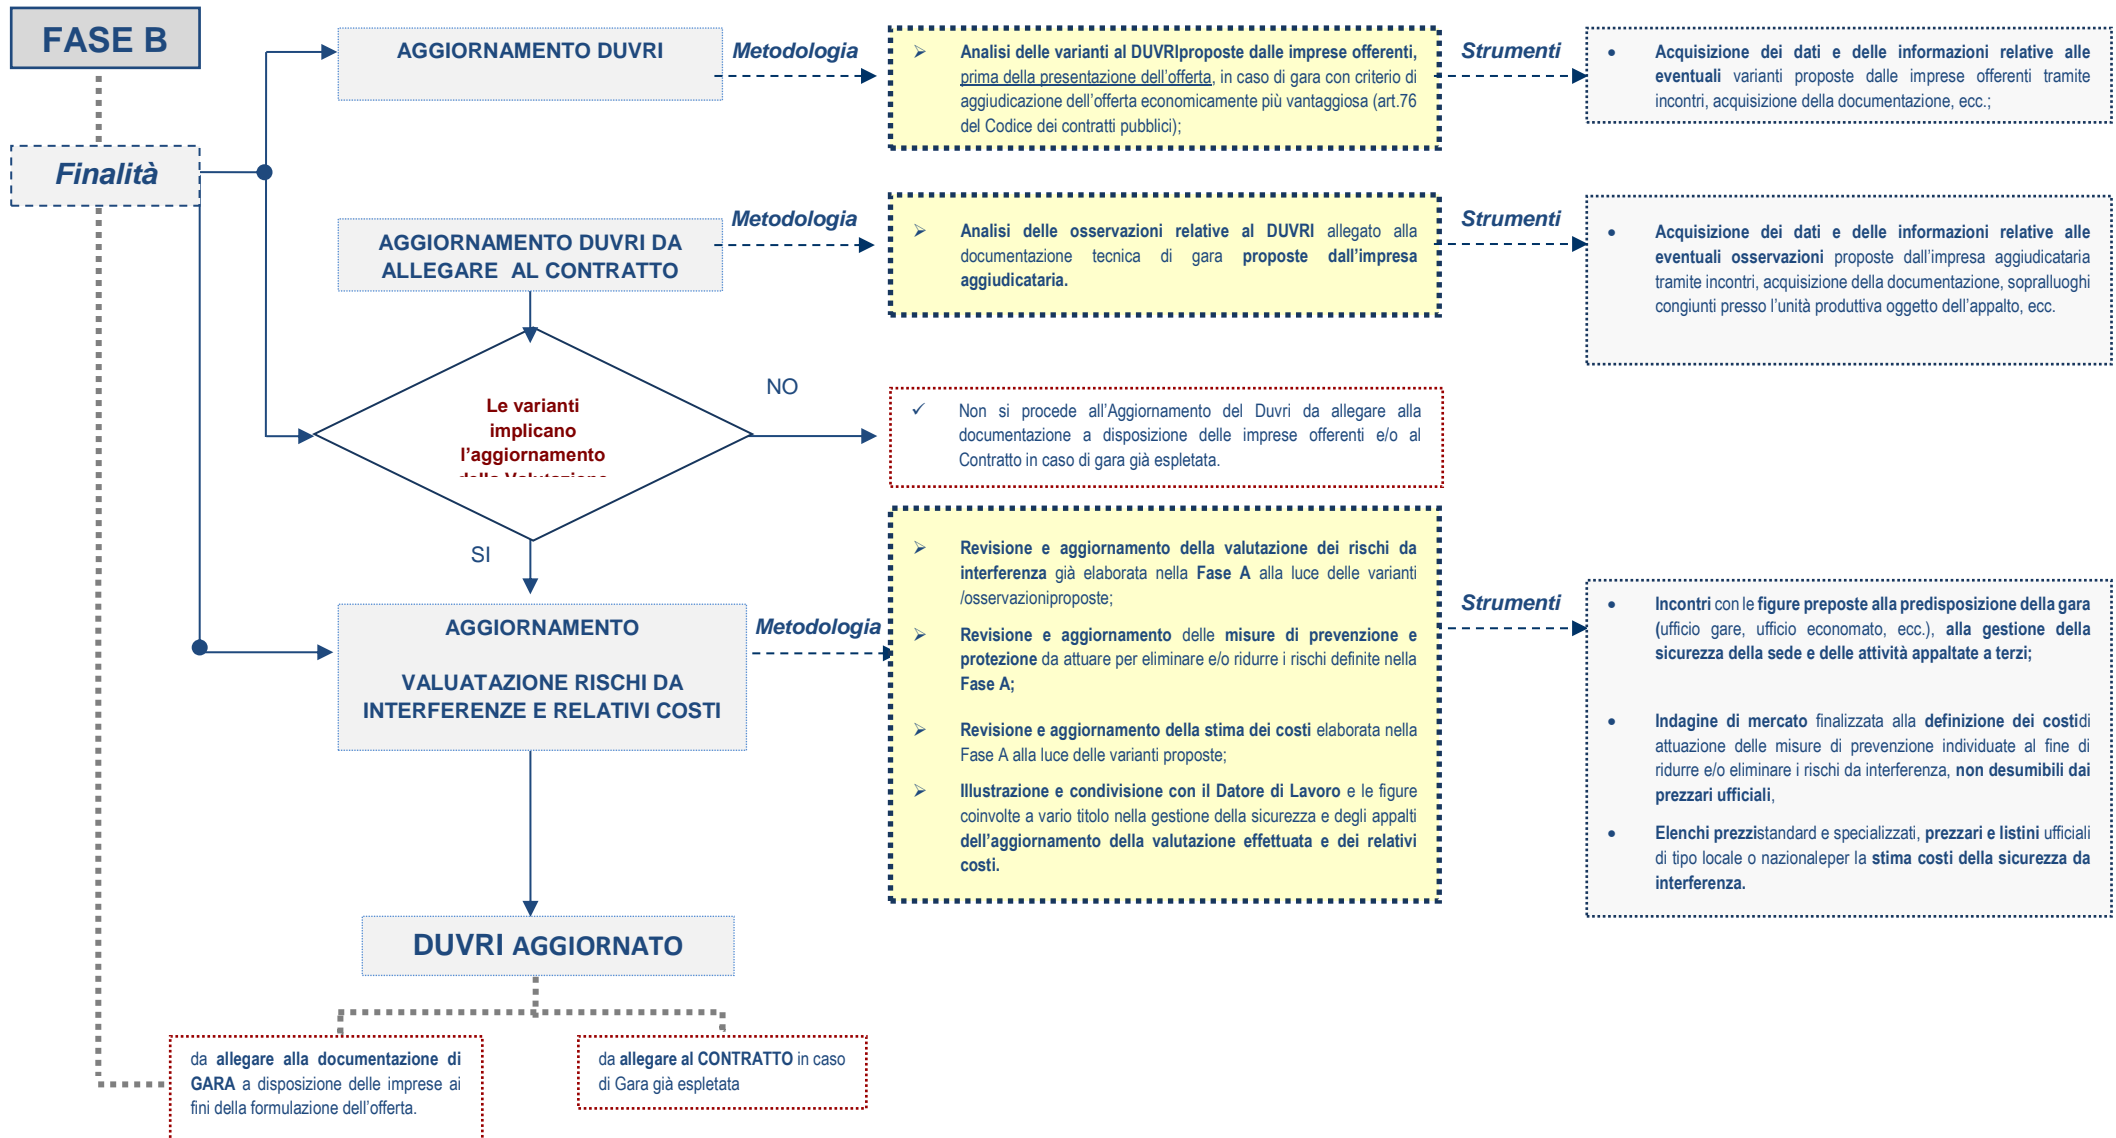 FASE B
Finalità
AGGIORNAMENTO DUVRI
Metodologia
➢ Analisi delle varianti al DUVRIproposte dalle imprese offerenti,
prima della presentazione dell'offerta, in caso di gara con criterio di
aggiudicazione dell'offerta economicamente più vantaggiosa (art.76
del Codice dei contratti pubblici);
Strumenti
• Acquisizione dei dati e delle informazioni relative alle
eventuali varianti proposte dalle imprese offerenti tramite
incontri, acquisizione della documentazione, ecc.;
AGGIORNAMENTO DUVRI DA
ALLEGARE AL CONTRATTO
Metodologia
➢ Analisi delle osservazioni relative al DUVRI allegato alla
documentazione tecnica di gara proposte dall'impresa
aggiudicataria.
Strumenti
• Acquisizione dei dati e delle informazioni relative alle
eventuali osservazioni proposte dall'impresa aggiudicataria
tramite incontri, acquisizione della documentazione, sopralluoghi
congiunti presso l'unità produttiva oggetto dell'appalto, ecc.
Le varianti
implicano
l'aggiornamento
della Valutazione
NO
✓ Non si procede all'Aggiornamento del Duvri da allegare alla
documentazione a disposizione delle imprese offerenti e/o al
Contratto in caso di gara già espletata.
SI
AGGIORNAMENTO
VALUATAZIONE RISCHI DA
INTERFERENZE E RELATIVI COSTI
Metodologia
➢ Revisione e aggiornamento della valutazione dei rischi da
interferenza già elaborata nella Fase A alla luce delle varianti
/osservazioniproposte;
➢ Revisione e aggiornamento delle misure di prevenzione e
protezione da attuare per eliminare e/o ridurre i rischi definite nella
Fase A;
➢ Revisione e aggiornamento della stima dei costi elaborata nella
Fase A alla luce delle varianti proposte;
➢ Illustrazione e condivisione con il Datore di Lavoro e le figure
coinvolte a vario titolo nella gestione della sicurezza e degli appalti
dell'aggiornamento della valutazione effettuata e dei relativi
costi.
Strumenti
• Incontri con le figure preposte alla predisposizione della gara
(ufficio gare, ufficio economato, ecc.), alla gestione della
sicurezza della sede e delle attività appaltate a terzi;
• Indagine di mercato finalizzata alla definizione dei costidi
attuazione delle misure di prevenzione individuate al fine di
ridurre e/o eliminare i rischi da interferenza, non desumibili dai
prezzari ufficiali,
• Elenchi prezzistandard e specializzati, prezzari e listini ufficiali
di tipo locale o nazionaleper la stima costi della sicurezza da
interferenza.
DUVRI AGGIORNATO
da allegare alla documentazione di
GARA a disposizione delle imprese ai
fini della formulazione dell'offerta.
da allegare al CONTRATTO in caso
di Gara già espletata